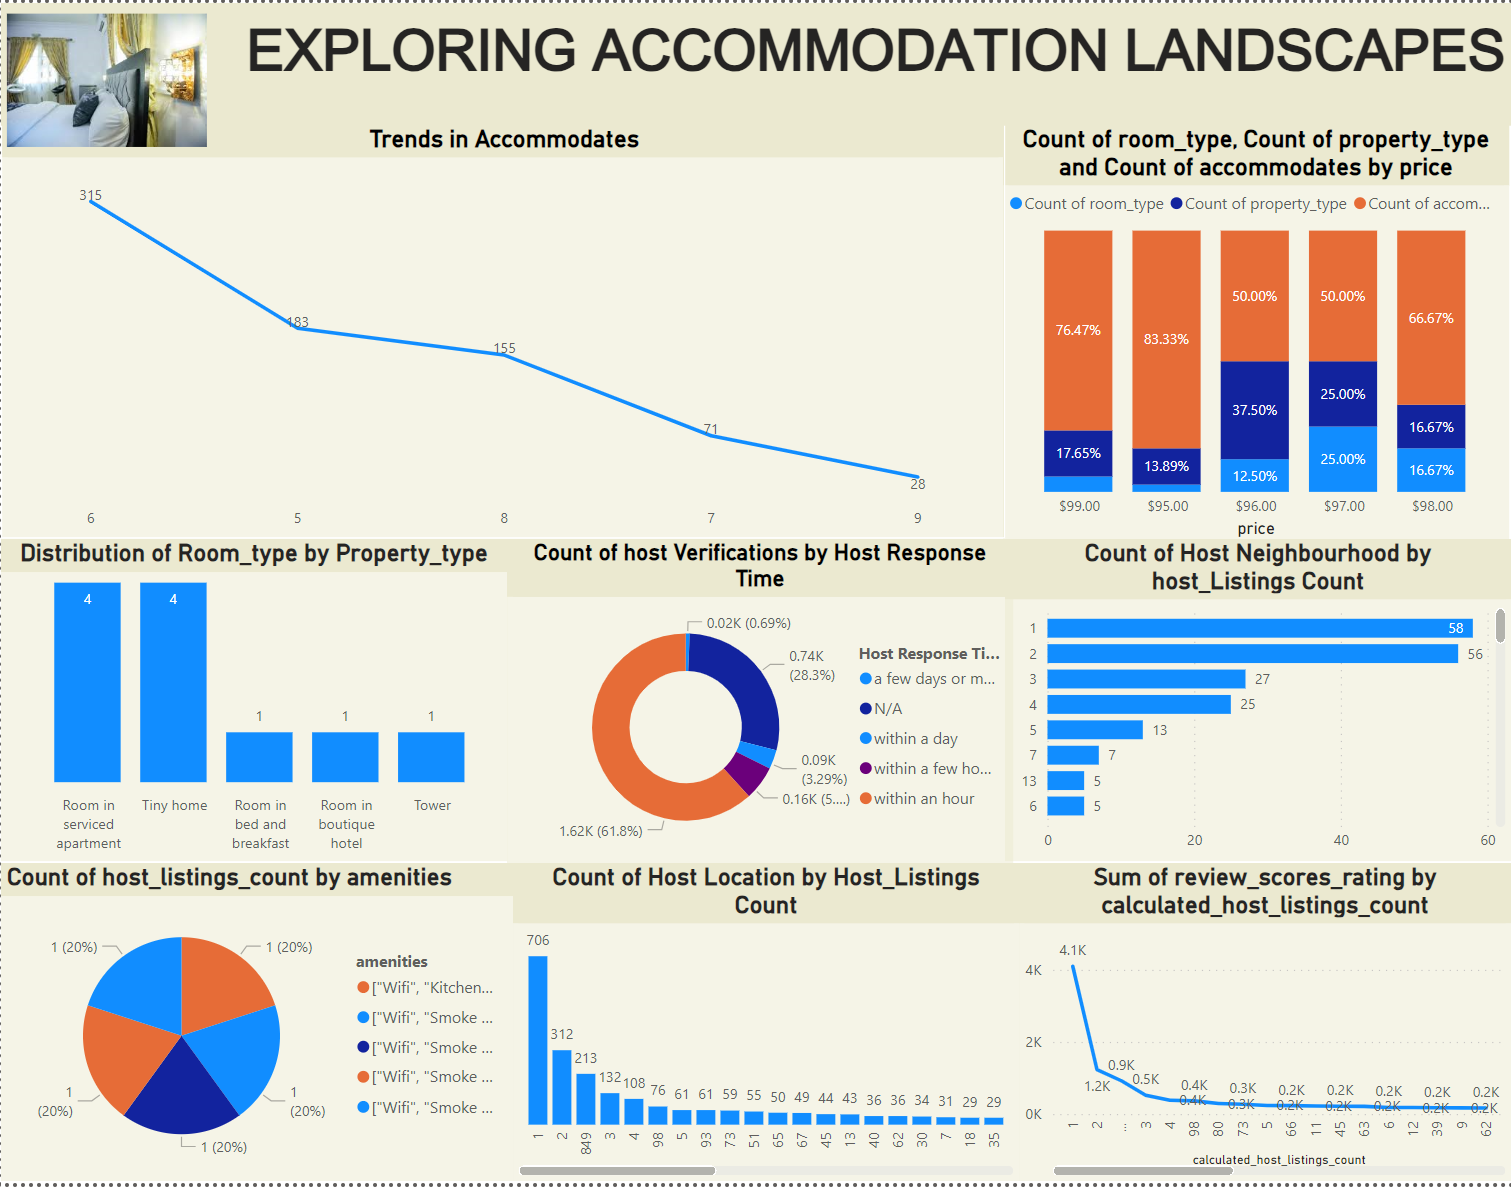 EXPLORING ACCOMMODATION LANDSCAPES
Trends in Accommodates
315
183
155
71
28
6 5 8 7 9
Count of room_type, Count of property_type
and Count of accommodates by price
Count of room_type Count of property_type Count of accom...
76.47% 83.33% 50.00% 50.00% 66.67%
17.65% 13.89% 37.50% 25.00% 16.67%
12.50% 25.00% 16.67%
$99.00 $95.00 $96.00 $97.00 $98.00
price
Distribution of Room_type by Property_type
4 4 1 1 1
Room in
serviced
apartment
Tiny home
Room in
bed and
breakfast
Room in
boutique
hotel
Tower
Count of host Verifications by Host Response
Time
0.02K (0.69%)
0.74K
(28.3%)
0.09K
(3.29%)
0.16K (5....)
1.62K (61.8%)
Host Response Ti...
a few days or m...
N/A
within a day
within a few ho...
within an hour
Count of Host Neighbourhood by
host_Listings Count
1 58
2 56
3 27
4 25
5 13
7 7
13 5
6 5
0 20 40 60
Count of host_listings_count by amenities
1 (20%)
1 (20%)
1
(20%)
1
(20%)
1 (20%)
amenities
["Wifi", "Kitchen...
["Wifi", "Smoke ...
["Wifi", "Smoke ...
["Wifi", "Smoke ...
["Wifi", "Smoke ...
Count of Host Location by Host_Listings
Count
706 312 213 132 108 76 61 61 59 55 50 49 44 43 36 36 34 31 29 29
1 2 849 3 4 98 5 93 73 51 65 67 45 13 40 62 30 7 18 35
Sum of review_scores_rating by
calculated_host_listings_count
4K
2K
0K
4.1K
1.2K 0.9K 0.5K 0.4K 0.4K 0.3K 0.3K 0.2K 0.2K 0.2K 0.2K 0.2K 0.2K 0.2K 0.2K 0.2K 0.2K
1 2 ... 3 4 98 80 73 5 66 11 45 63 6 12 39 9 62
calculated_host_listings_count